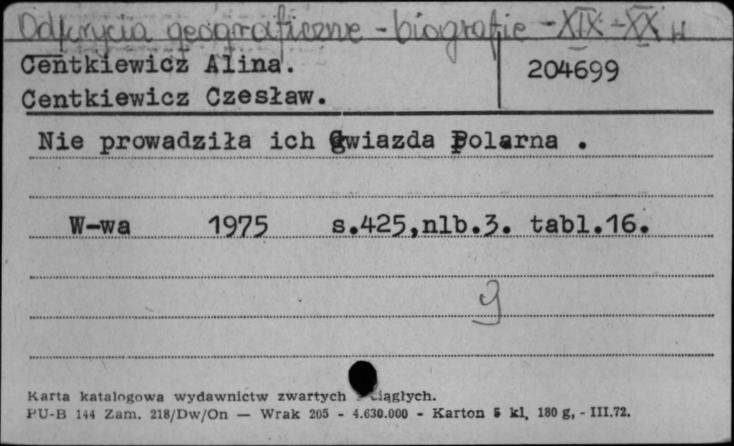 Odkrycia geograficzne - biografie - XIX - XX w
Centkiewicz Alina. 204699
Centkiewicz Czesław.
Nie prowadziła ich Gwiazda Polarna .
W-wa 1975 s.425,nlb.3. tabl.16.
g
Karta katalogowa wydawnictw zwartych ciągłych.
PU-B 144 Zam. 218/Dw/On — Wrak 205 - 4.630.000 - Karton 5 kl. 180 g, - III.72.